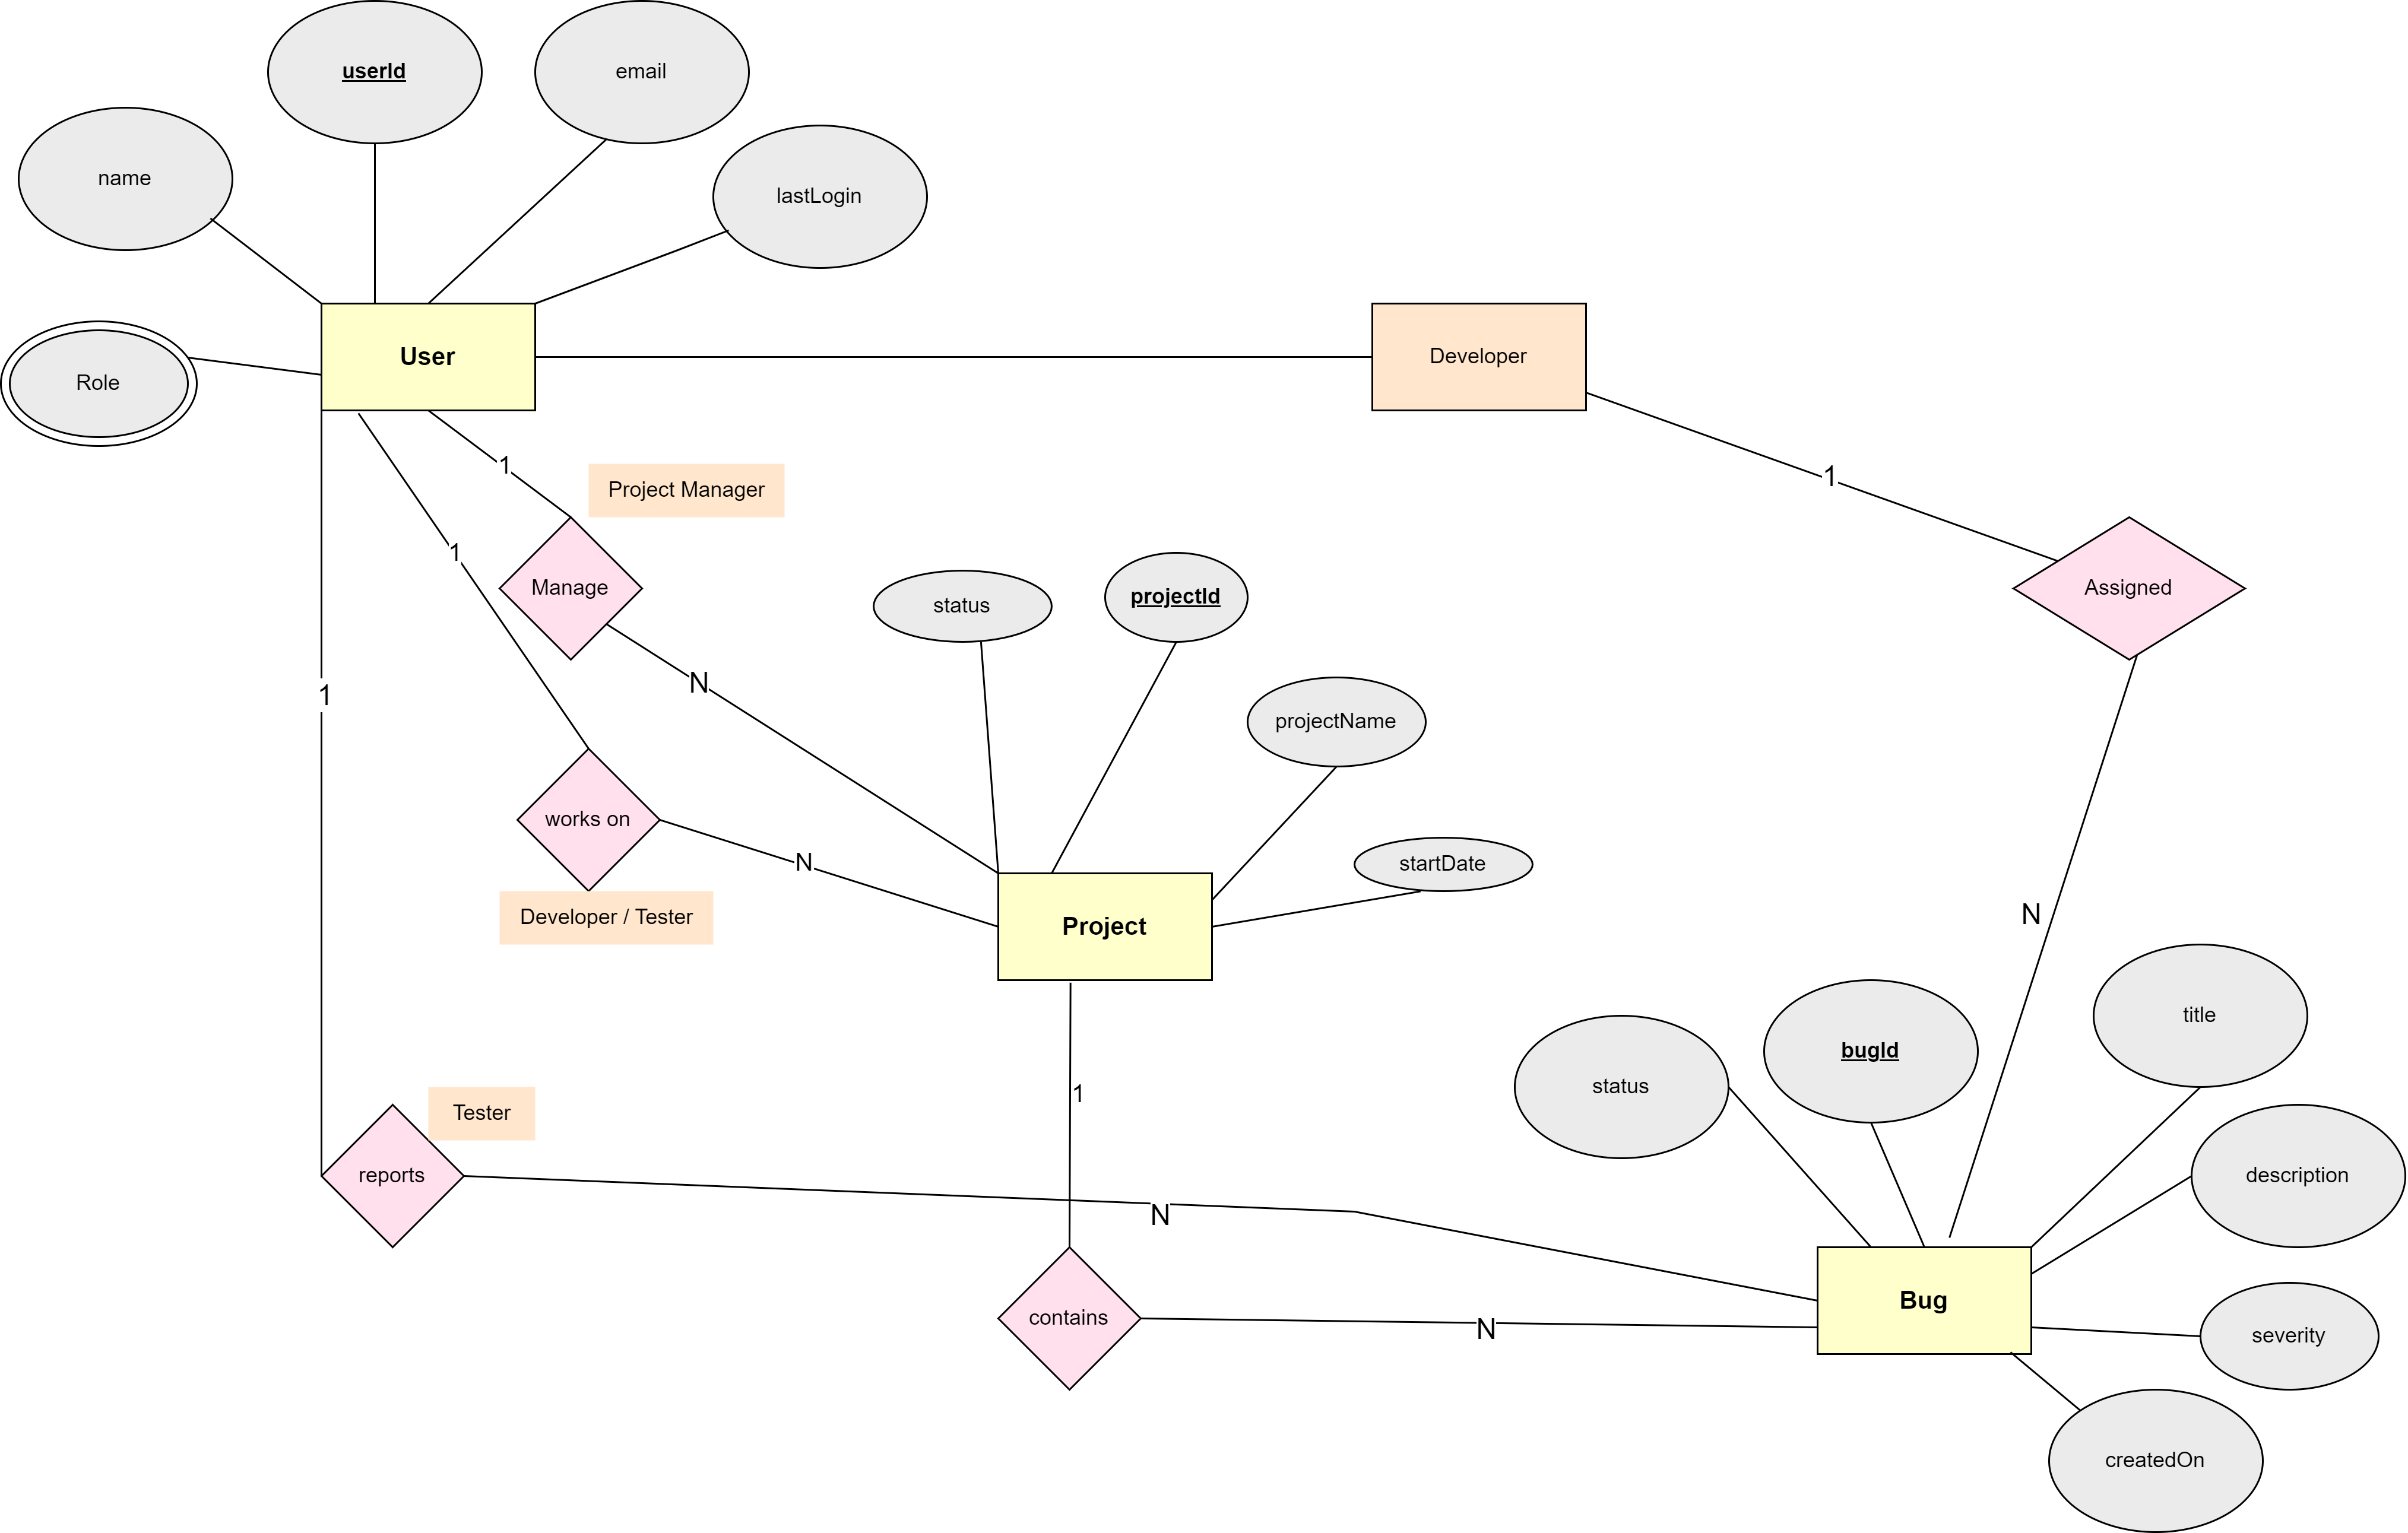 userId
email
name
lastLogin
User
Developer
Role
1
Project Manager
1
1
Manage
Assigned
status
projectId
N
1
projectName
works on
N
startDate
Developer / Tester
N
Project
title
bugId
status
1
Tester
reports
description
N
Bug
contains
N
severity
createdOn